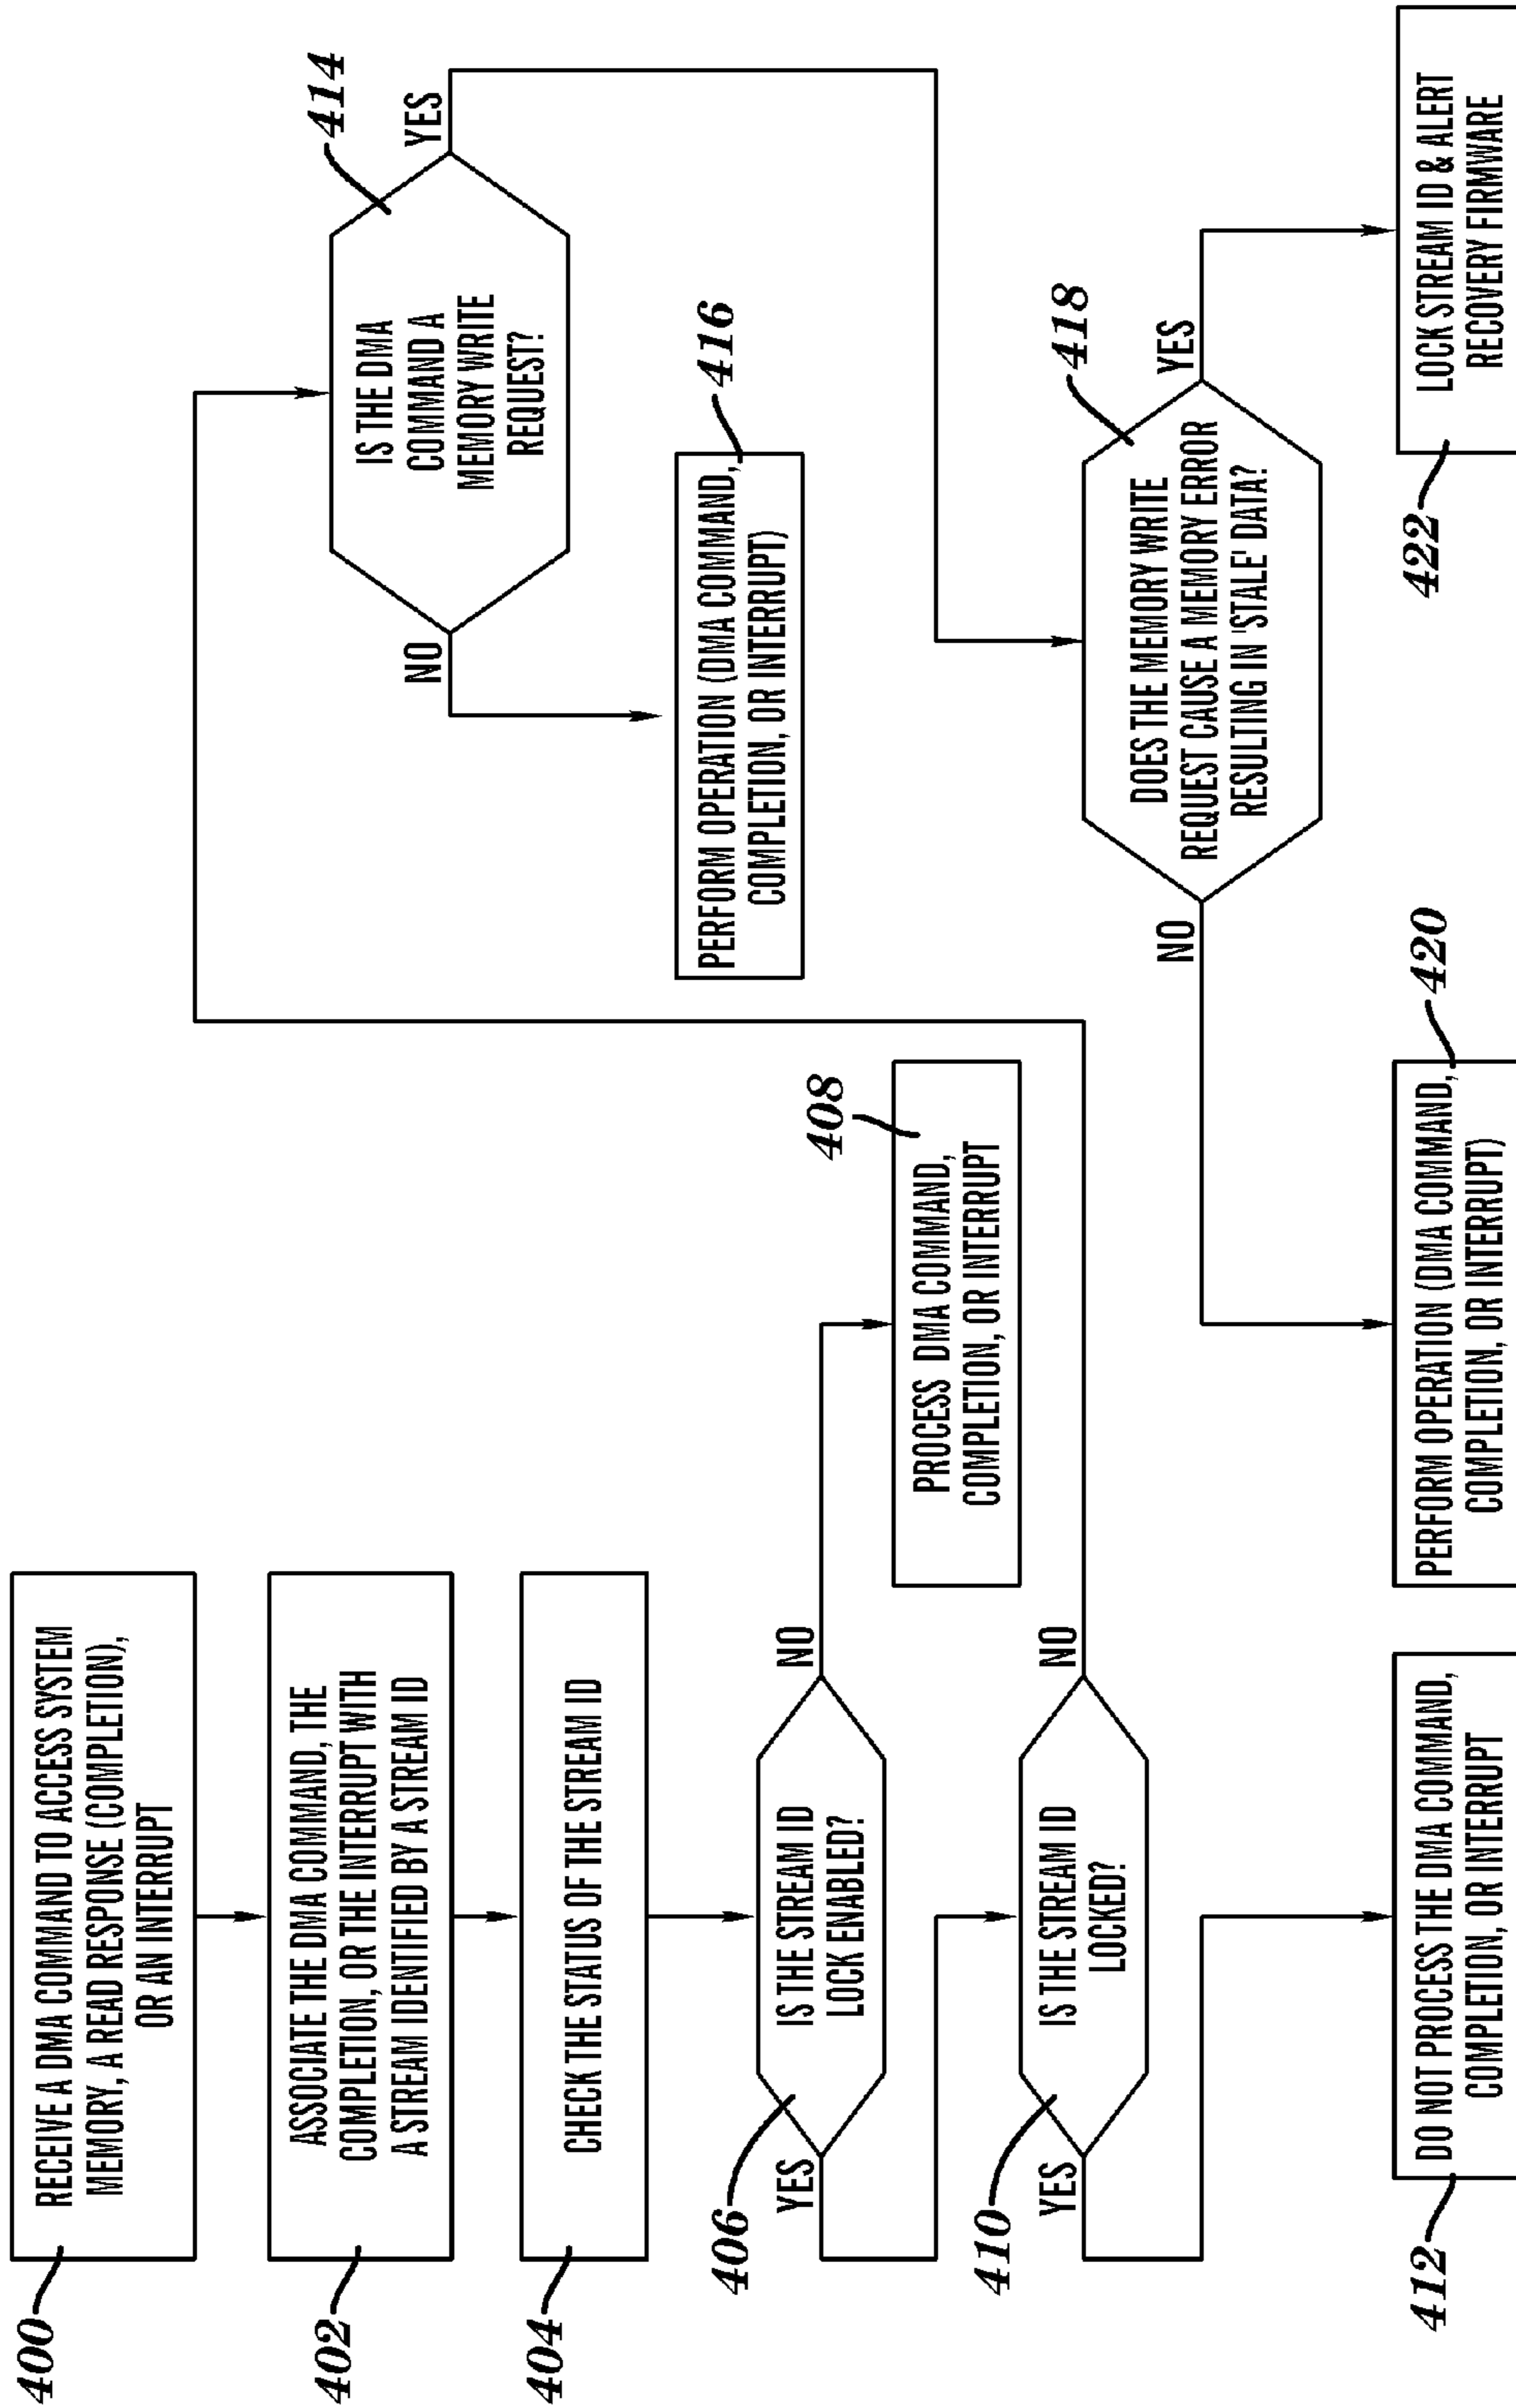 400
RECEIVE A DMA COMMAND TO ACCESS SYSTEM
MEMORY, A READ RESPONSE (COMPLETION),
OR AN INTERRUPT
402
ASSOCIATE THE DMA COMMAND, THE
COMPLETION, OR THE INTERRUPT WITH
A STREAM IDENTIFIED BY A STREAM ID
404
CHECK THE STATUS OF THE STREAM ID
406
IS THE STREAM ID
LOCK ENABLED?
YES
NO
408
PROCESS DMA COMMAND,
COMPLETION, OR INTERRUPT
410
IS THE STREAM ID
LOCKED?
YES
NO
412
DO NOT PROCESS THE DMA COMMAND,
COMPLETION, OR INTERRUPT
414
IS THE DMA
COMMAND A
MEMORY WRITE
REQUEST?
NO
YES
416
PERFORM OPERATION (DMA COMMAND,
COMPLETION, OR INTERRUPT)
418
DOES THE MEMORY WRITE
REQUEST CAUSE A MEMORY ERROR
RESULTING IN 'STALE' DATA?
NO
YES
420
PERFORM OPERATION (DMA COMMAND,
COMPLETION, OR INTERRUPT)
422
LOCK STREAM ID & ALERT
RECOVERY FIRMWARE